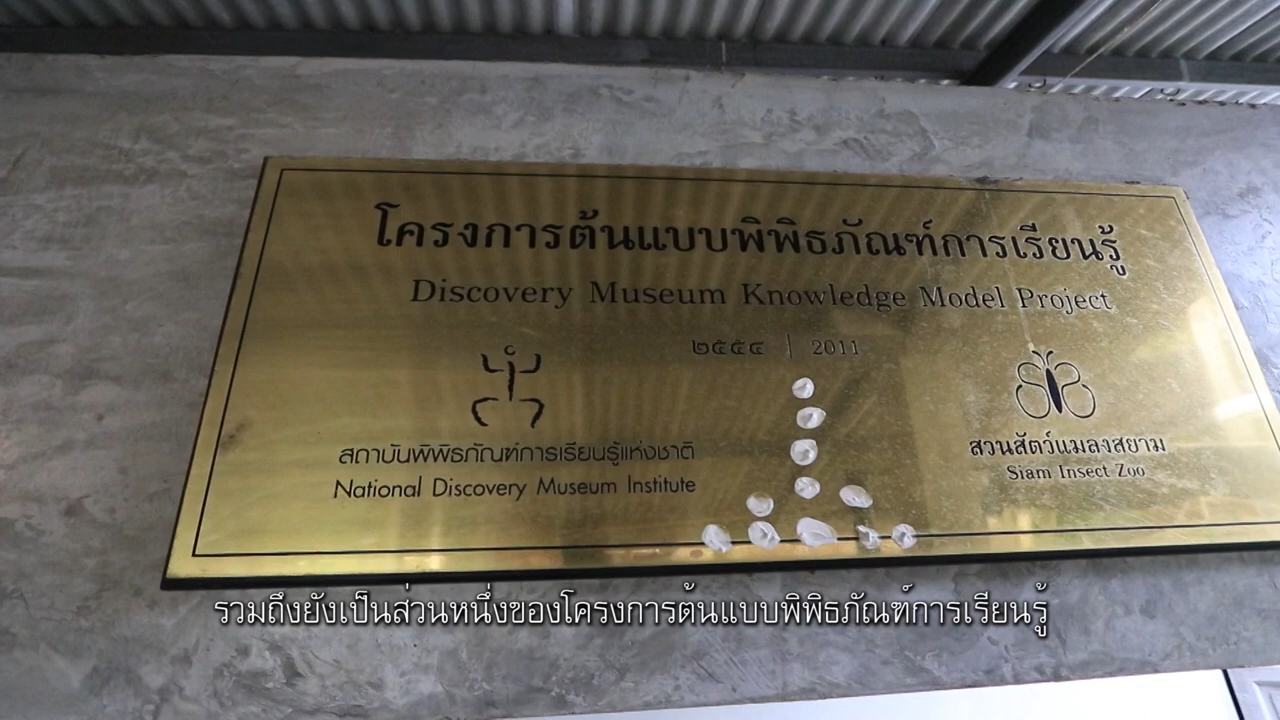 โครงการต้นแบบพิพิธภัณฑ์การเรียนรู้
Discovery Museum Knowledge Model Project
๒๕๕๔ | 2011
สถาบันพิพิธภัณฑ์การเรียนรู้แห่งชาติ
National Discovery Museum Institute
สวนสัตว์แมลงสยาม
Siam Insect Zoo
รวมถึงยังเป็นส่วนหนึ่งของโครงการต้นแบบพิพิธภัณฑ์การเรียนรู้